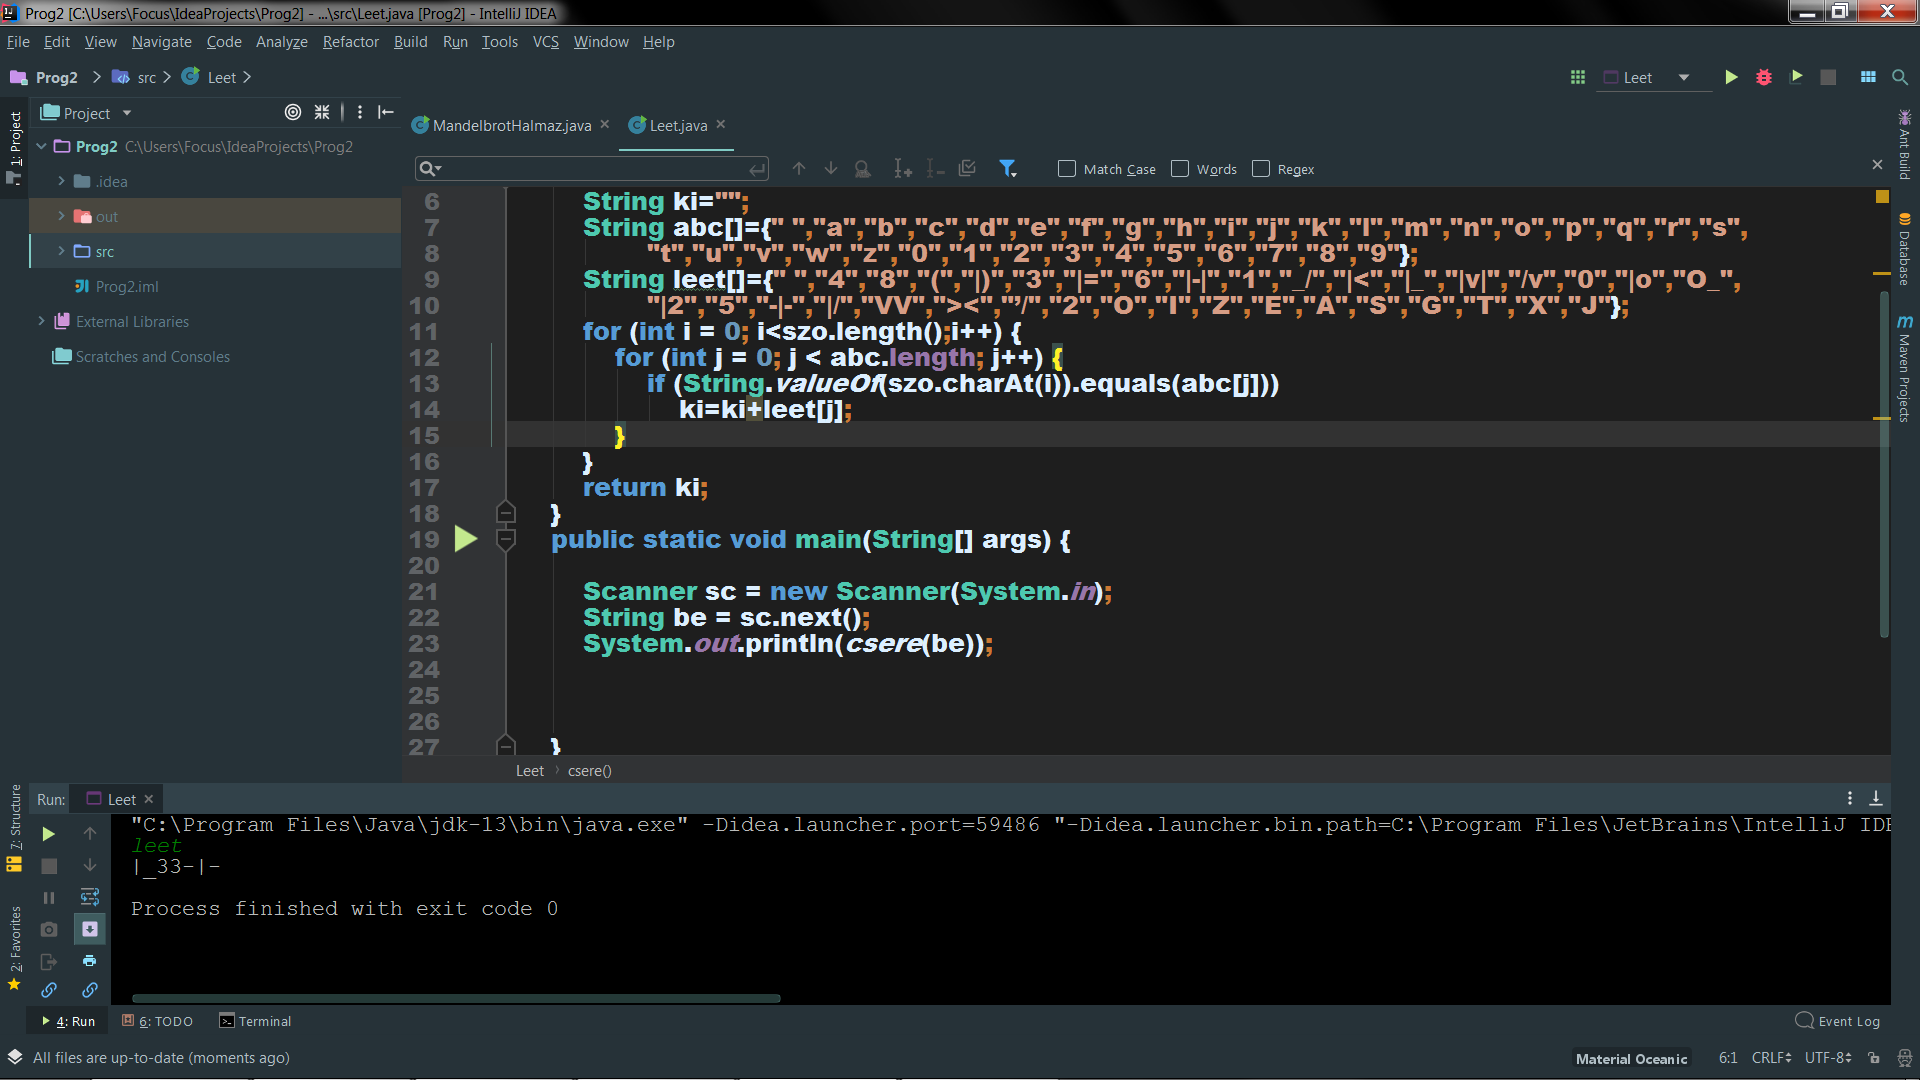 Prog2 [C:\Users\Focus\IdeaProjects\Prog2] - ...\src\Leet.java [Prog2] - IntelliJ IDEA
File Edit View Navigate Code Analyze Refactor Build Run Tools VCS Window Help
Prog2 src Leet Leet
Project
MandelbrotHalmaz.java Leet.java
1: Project
Prog2 C:\Users\Focus\IdeaProjects\Prog2
.idea
out
src
Prog2.iml
External Libraries
Scratches and Consoles
Match Case Words Regex
6 String ki="";
7 String abc[]={" ","a","b","c","d","e","f","g","h","i","j","k","l","m","n","o","p","q","r","s",
8 "t","u","v","w","z","0","1","2","3","4","5","6","7","8","9"};
9 String leet[]={" ","4","8","(","|)","3","|=","6","|-|","1","_/","|<","|_","|v|","/v","0","|o","O_",
10 "|2","5","-|-","|/","VV","><","’/","2","O","I","Z","E","A","S","G","T","X","J"};
11 for (int i = 0; i<szo.length();i++) {
12 for (int j = 0; j < abc.length; j++) {
13 if (String.valueOf(szo.charAt(i)).equals(abc[j]))
14 ki=ki+leet[j];
15 }
16 }
17 return ki;
18 }
19 public static void main(String[] args) {
20
21 Scanner sc = new Scanner(System.in);
22 String be = sc.next();
23 System.out.println(csere(be));
24
25
26
27 }
Leet csere()
Ant Build
Database
Maven Projects
7: Structure
2: Favorites
Run: Leet
"C:\Program Files\Java\jdk-13\bin\java.exe" -Didea.launcher.port=59486 "-Didea.launcher.bin.path=C:\Program Files\JetBrains\IntelliJ IDE
leet
|_33-|-
Process finished with exit code 0
4: Run 6: TODO Terminal Event Log
All files are up-to-date (moments ago) Material Oceanic 6:1 CRLF UTF-8